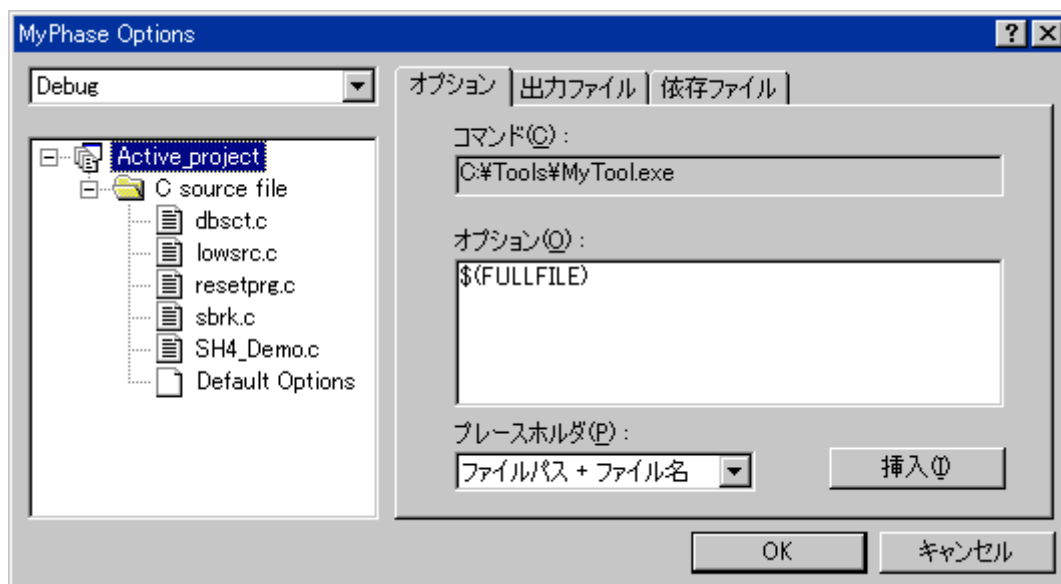 MyPhase Options
Debug
Active_project
C source file
dbsct.c
lowsrc.c
resetprg.c
sbrk.c
SH4_Demo.c
Default Options
オプション 出力ファイル 依存ファイル
コマンド(C) :
C:¥Tools¥MyTool.exe
オプション(O) :
$(FULLFILE)
プレースホルダ(P) :
ファイルパス + ファイル名
挿入(I)
OK
キャンセル